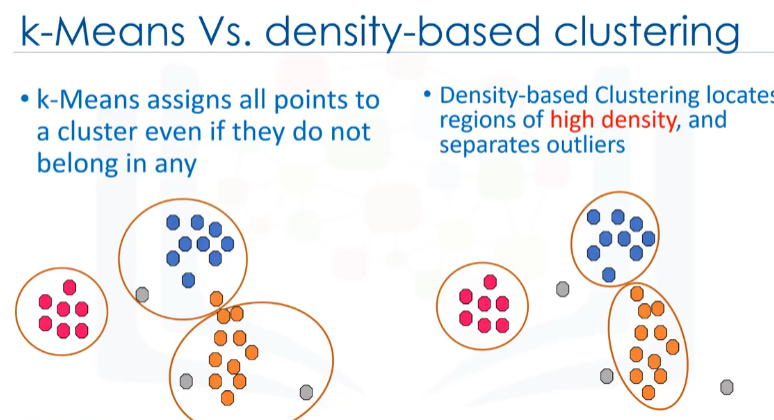 k-Means Vs. density-based clustering
• k-Means assigns all points to
a cluster even if they do not
belong in any
• Density-based Clustering locates
regions of high density, and
separates outliers